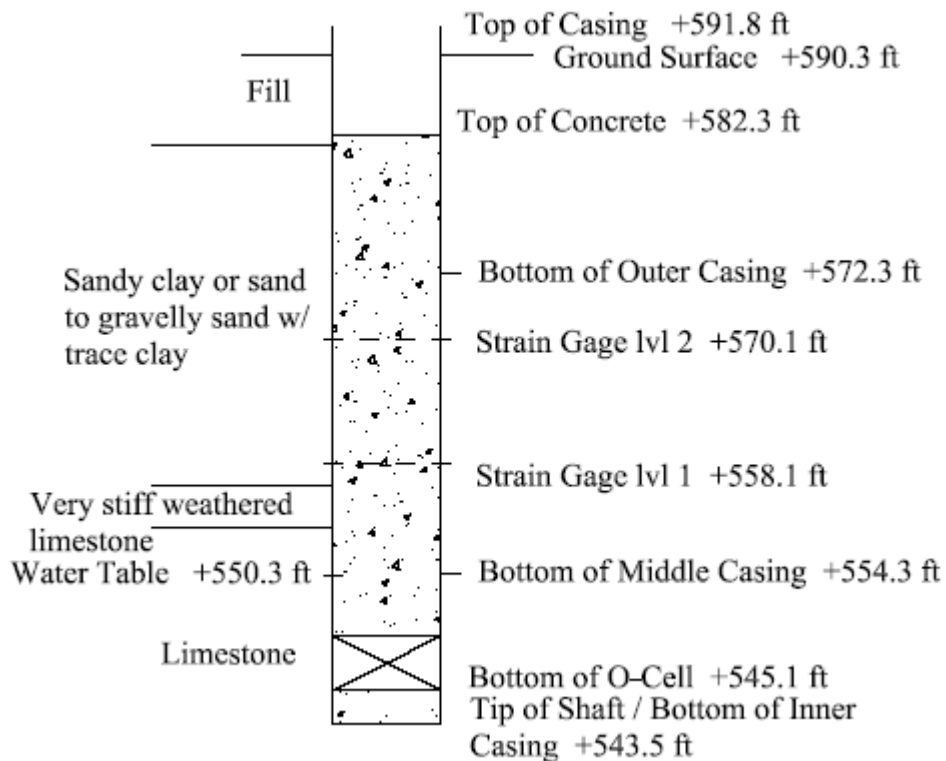 Top of Casing +591.8 ft
Ground Surface +590.3 ft
Fill
Top of Concrete +582.3 ft
Sandy clay or sand
to gravelly sand w/
trace clay
Bottom of Outer Casing +572.3 ft
Strain Gage lvl 2 +570.1 ft
Strain Gage lvl 1 +558.1 ft
Very stiff weathered
limestone
Water Table +550.3 ft
Bottom of Middle Casing +554.3 ft
Limestone
Bottom of O-Cell +545.1 ft
Tip of Shaft / Bottom of Inner
Casing +543.5 ft